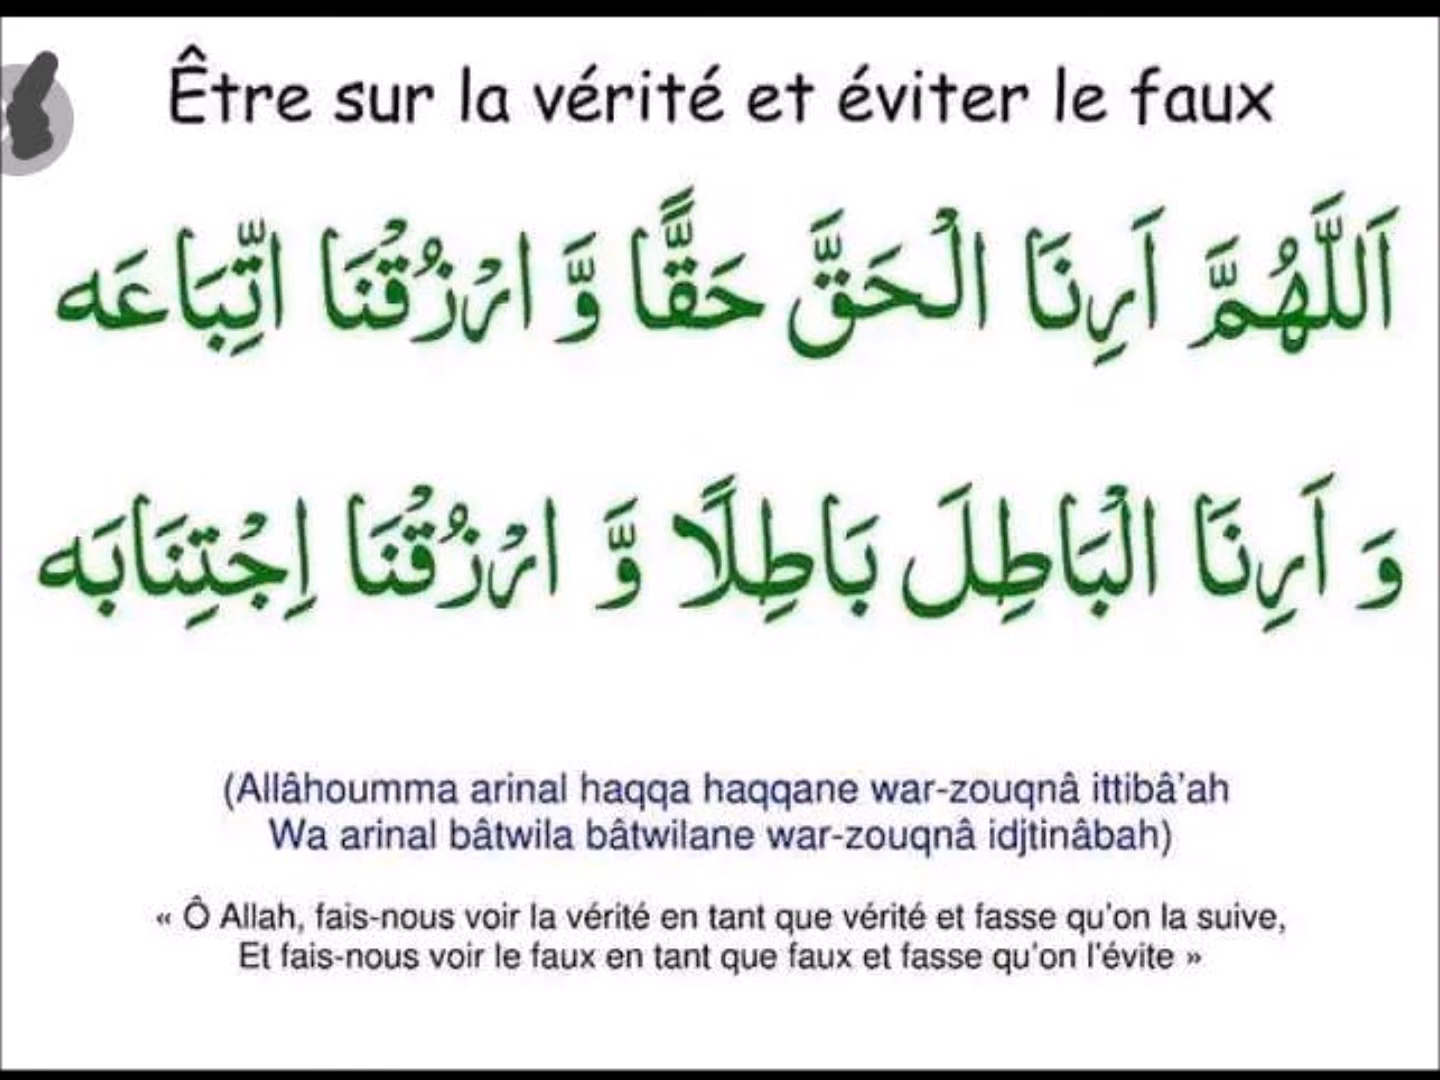 Être sur la vérité et éviter le faux
اَللّٰهُمَّ اَرِنَا الْحَقَّ حَقًّا وَّ ارْزُقْنَا اتِّبَاعَه
وَ اَرِنَا الْبَاطِلَ بَاطِلًا وَّ ارْزُقْنَا اِجْتِنَابَه
(Allâhoumma arinal haqqa haqqane war-zouqnâ ittibâ'ah
Wa arinal bâtwila bâtwilane war-zouqnâ idjtinâbah)
« Ô Allah, fais-nous voir la vérité en tant que vérité et fasse qu'on la suive,
Et fais-nous voir le faux en tant que faux et fasse qu'on l'évite »